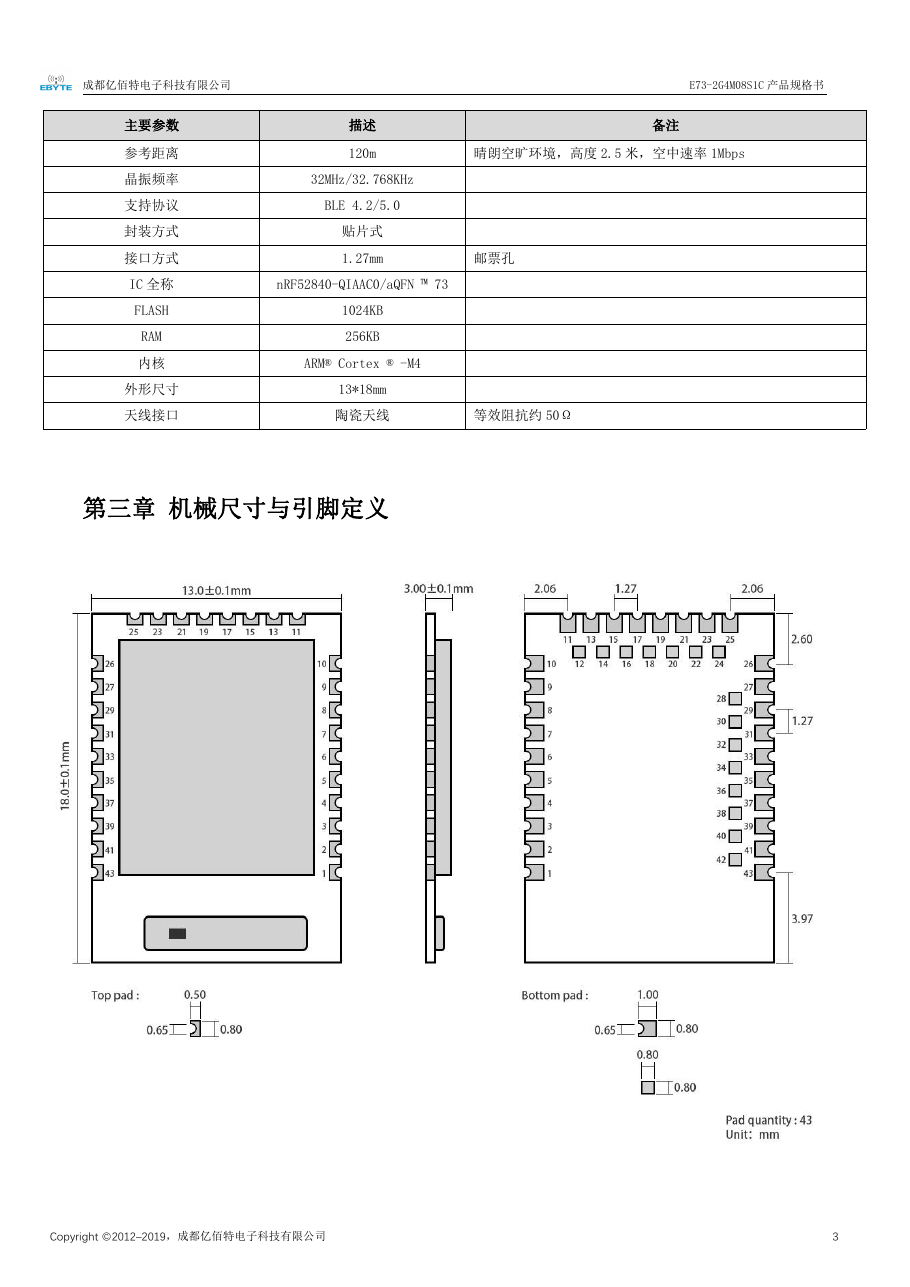 EBYTE 成都亿佰特电子科技有限公司 E73-2G4M08S1C 产品规格书
主要参数 描述 备注
参考距离 120m 晴朗空旷环境，高度 2.5 米，空中速率 1Mbps
晶振频率 32MHz/32.768KHz
支持协议 BLE 4.2/5.0
封装方式 贴片式
接口方式 1.27mm 邮票孔
IC 全称 nRF52840-QIAAC0/aQFN ™ 73
FLASH 1024KB
RAM 256KB
内核 ARM® Cortex ® -M4
外形尺寸 13*18mm
天线接口 陶瓷天线 等效阻抗约 50Ω
第三章 机械尺寸与引脚定义
13.0±0.1mm
25 23 21 19 17 15 13 11
26 10
27 9
29 8
31 7
33 6
35 5
37 4
39 3
41 2
43 1
18.0±0.1mm
3.00±0.1mm
2.06 1.27 2.06
11 13 15 17 19 21 23 25
12 14 16 18 20 22 24
2.60
10 26
9 27
28
8 29
30
1.27
7 31
32
6 33
34
5 35
36
4 37
38
3 39
40
2 41
42
1 43
3.97
Top pad : 0.50
0.65 0.80
Bottom pad : 1.00
0.65 0.80
0.80
0.80
Pad quantity : 43
Unit: mm
Copyright ©2012–2019，成都亿佰特电子科技有限公司 3